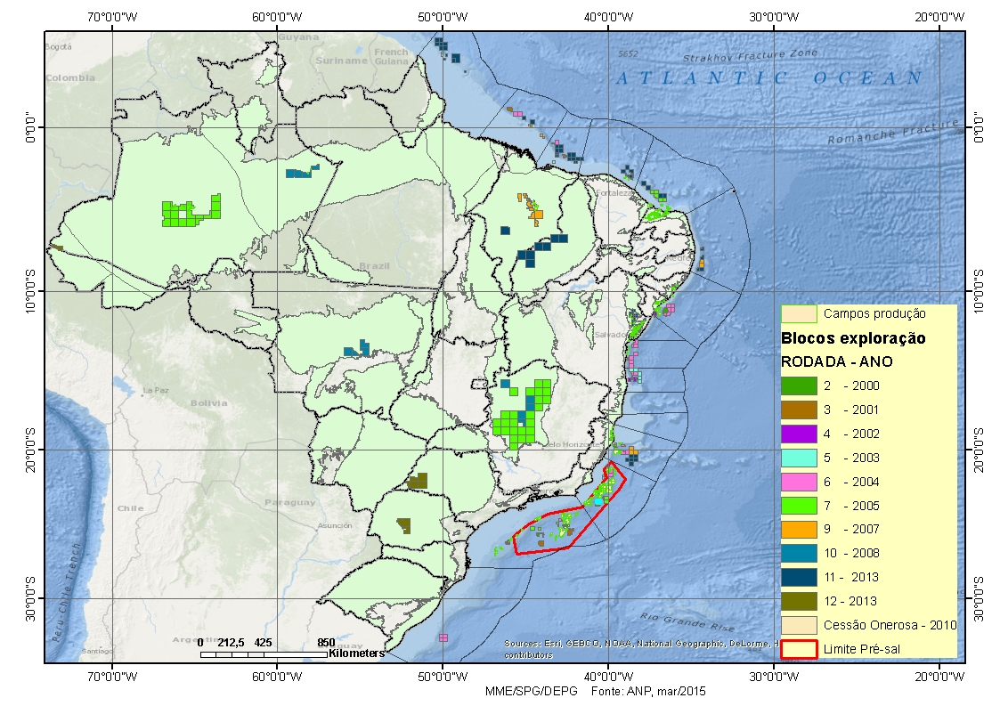 70°0'0"W 60°0'0"W 50°0'0"W 40°0'0"W 30°0'0"W 20°0'0"W
Bogotá
Guyana
Suriname
French
Guiana
5652
Strakhov Fracture Zone
Colombia
ATLANTIC OCEAN
0°0'0"
0°0'0"
Romanche Fracture
Fortaleza
Brazil
10°0'0"S
10°0'0"S
Salvador
La Paz
Bolivia
Belo Horizonte
20°0'0"S
20°0'0"S
Chile
Paraguay
Asunción
Peru-Chile Trench
30°0'0"S
30°0'0"S
Rio Grande Rise
Santiago
Campos produção
Blocos exploração
RODADA - ANO
2 - 2000
3 - 2001
4 - 2002
5 - 2003
6 - 2004
7 - 2005
9 - 2007
10 - 2008
11 - 2013
12 - 2013
Cessão Onerosa - 2010
Limite Pré-sal
0 212,5 425 850
Kilometers
Sources: Esri, GEBCO, NOAA, National Geographic, DeLorme, H
contributors
70°0'0"W 60°0'0"W 50°0'0"W 40°0'0"W 30°0'0"W 20°0'0"W
MME/SPG/DEPG Fonte: ANP, mar/2015